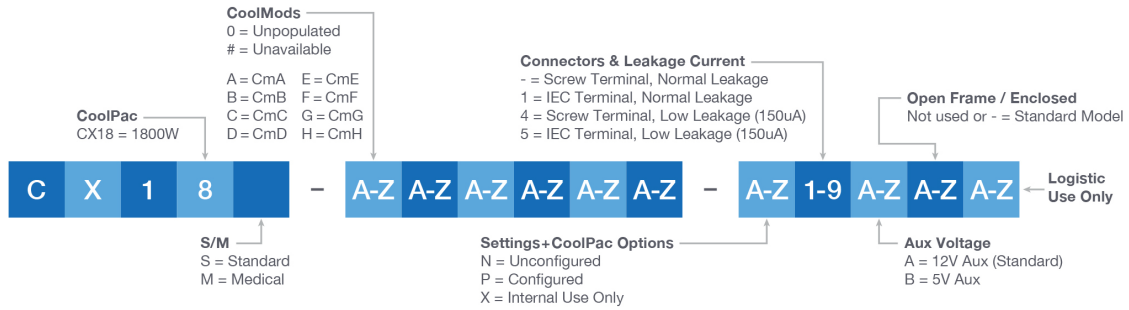 CoolMods
0 = Unpopulated
# = Unavailable
A = CmA E = CmE
B = CmB F = CmF
C = CmC G = CmG
D = CmD H = CmH
CoolPac
CX18 = 1800W
Connectors & Leakage Current
- = Screw Terminal, Normal Leakage
1 = IEC Terminal, Normal Leakage
4 = Screw Terminal, Low Leakage (150uA)
5 = IEC Terminal, Low Leakage (150uA)
Open Frame / Enclosed
Not used or - = Standard Model
C X 1 8 – A-Z A-Z A-Z A-Z A-Z A-Z – A-Z 1-9 A-Z A-Z A-Z
Logistic
Use Only
S/M
S = Standard
M = Medical
Settings+CoolPac Options
N = Unconfigured
P = Configured
X = Internal Use Only
Aux Voltage
A = 12V Aux (Standard)
B = 5V Aux